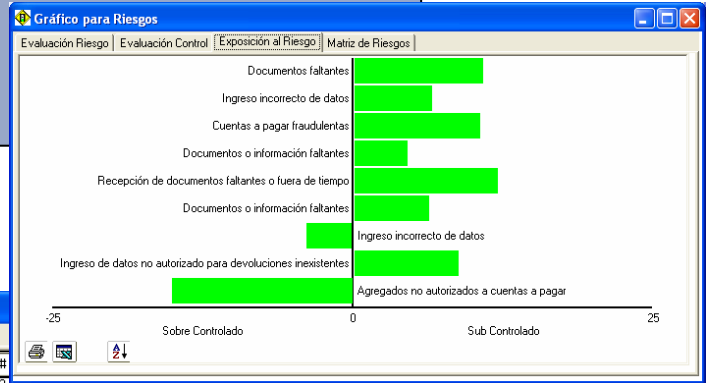 Gráfico para Riesgos
Evaluación Riesgo Evaluación Control Exposición al Riesgo Matriz de Riesgos
Documentos faltantes
Ingreso incorrecto de datos
Cuentas a pagar fraudulentas
Documentos o información faltantes
Recepción de documentos faltantes o fuera de tiempo
Documentos o información faltantes
Ingreso incorrecto de datos
Ingreso de datos no autorizado para devoluciones inexistentes
Agregados no autorizados a cuentas a pagar
-25 0 25
Sobre Controlado Sub Controlado
#